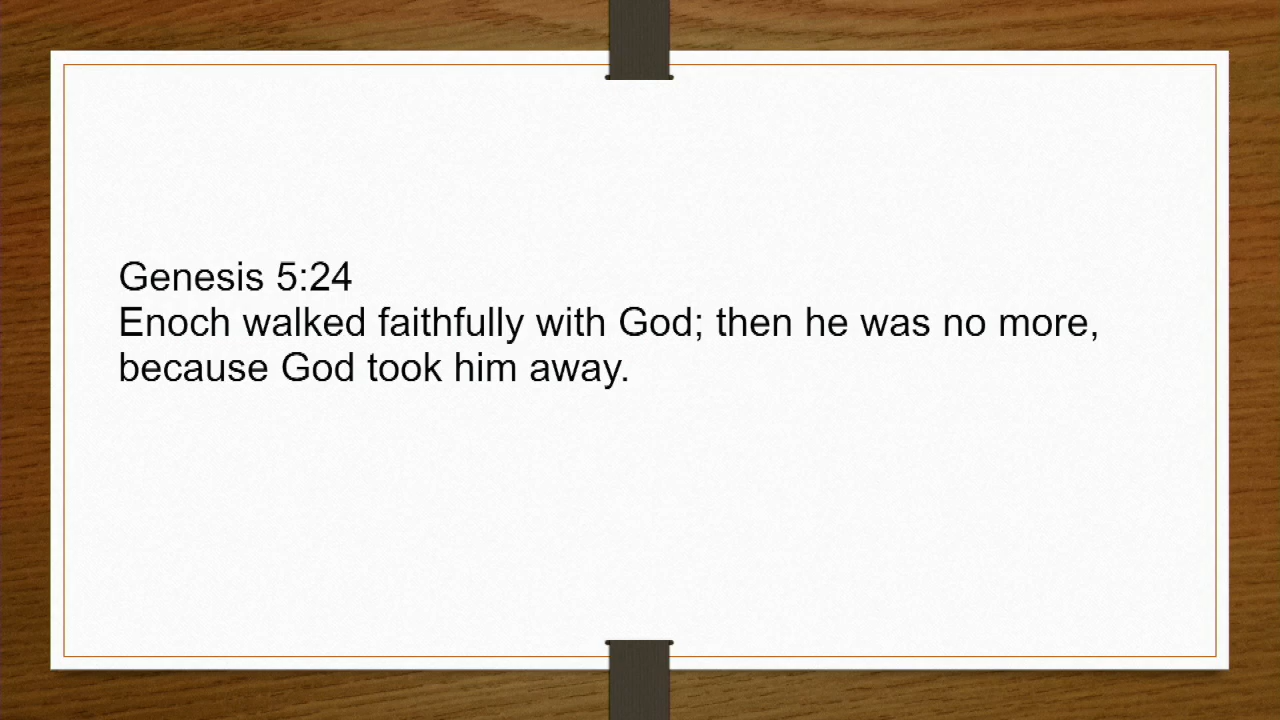 Genesis 5:24
Enoch walked faithfully with God; then he was no more,
because God took him away.